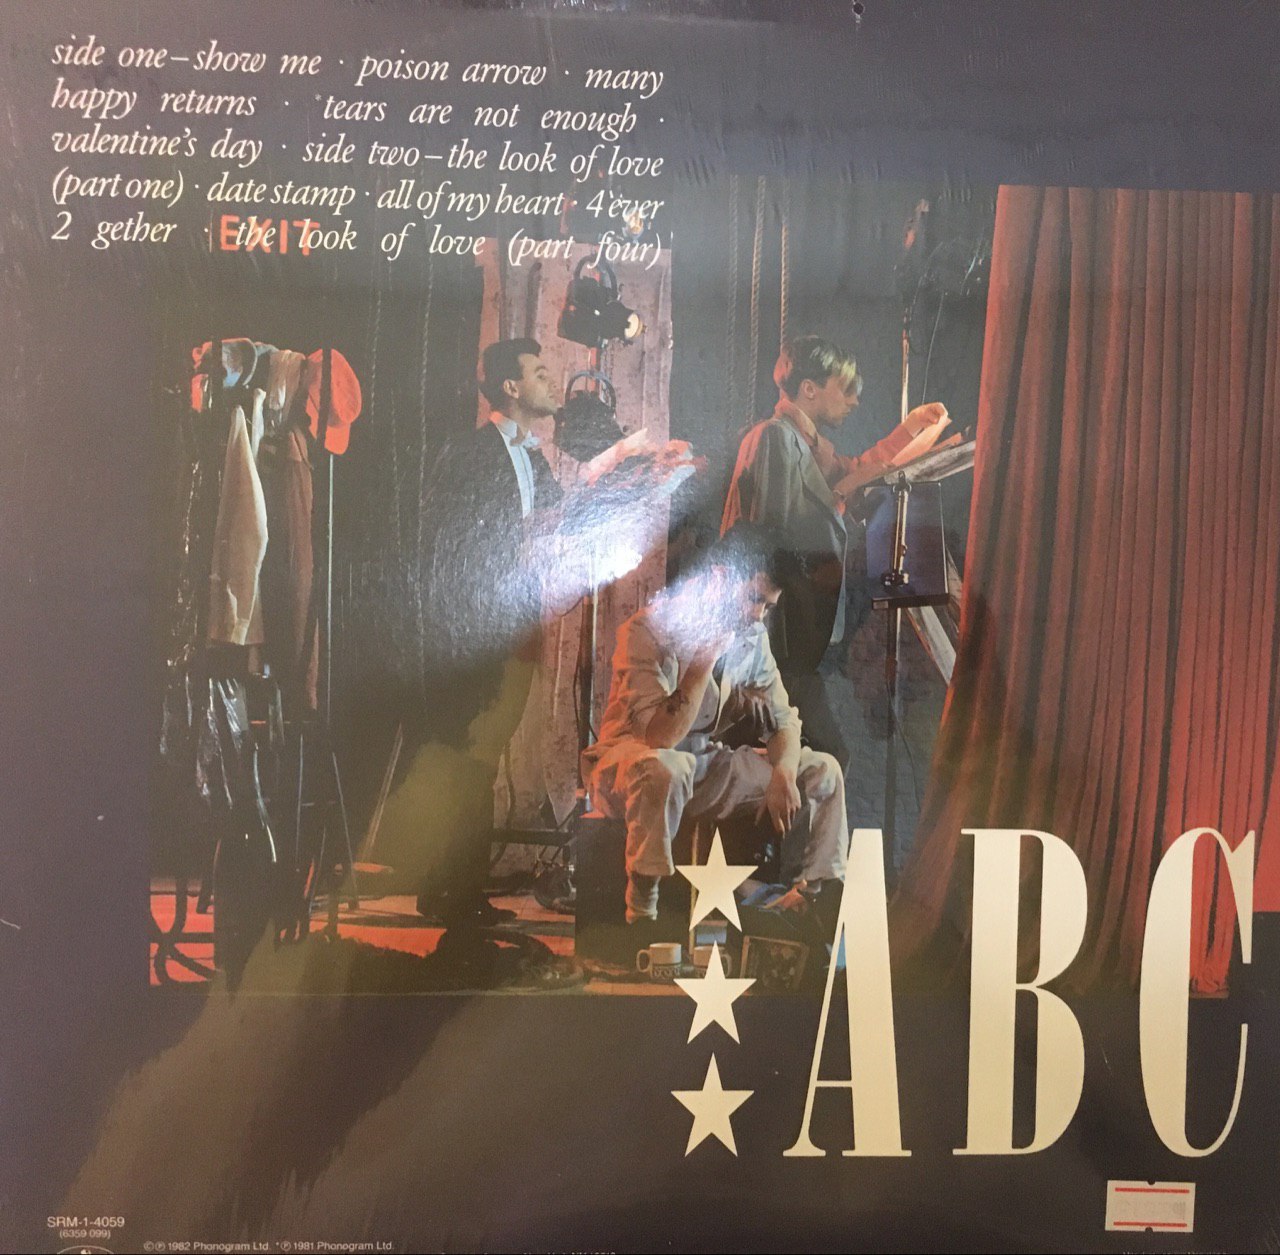 side one – show me · poison arrow · many
happy returns · *tears are not enough ·
valentine's day · side two – the look of love
(part one) · date stamp · all of my heart · 4 ever
2 gether · the look of love (part four)
EXIT
ABC
SRM-1-4059
(6359 099)
©℗ 1982 Phonogram Ltd. *℗ 1981 Phonogram Ltd.